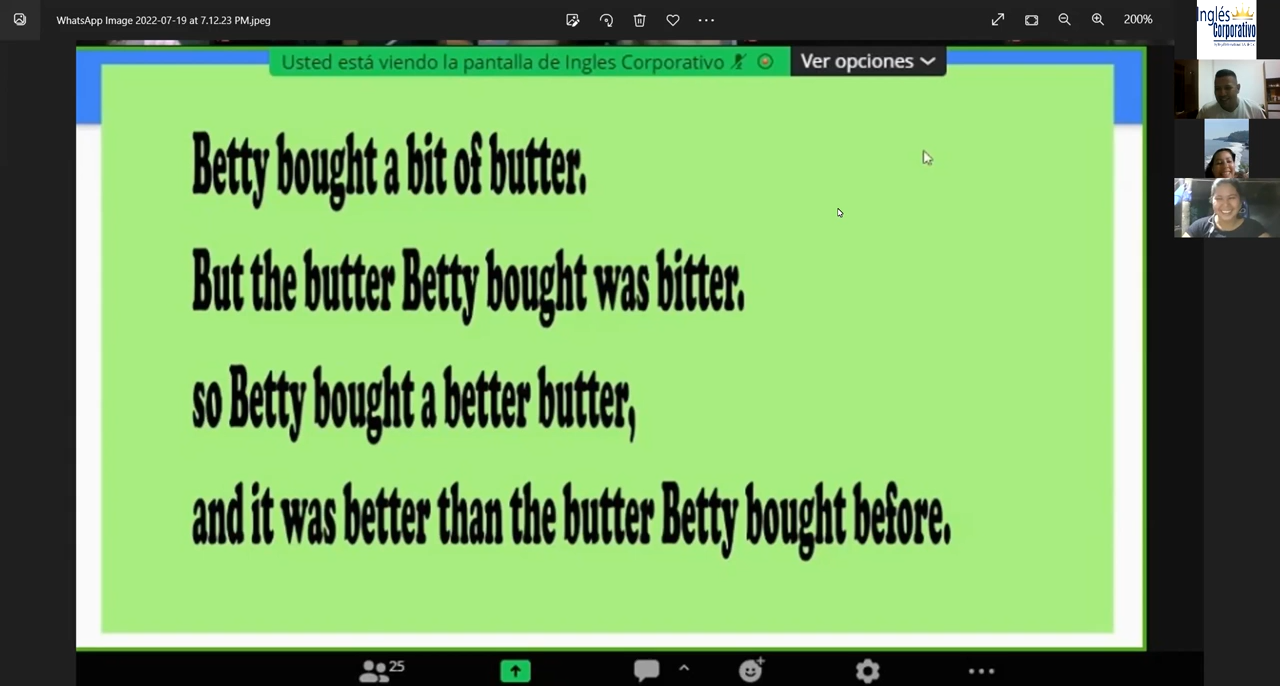 WhatsApp Image 2022-07-19 at 7.12.23 PM.jpeg
200%
Inglés
Corporativo
Usted está viendo la pantalla de Ingles Corporativo
Ver opciones
Betty bought a bit of butter.
But the butter Betty bought was bitter.
so Betty bought a better butter,
and it was better than the butter Betty bought before.
25